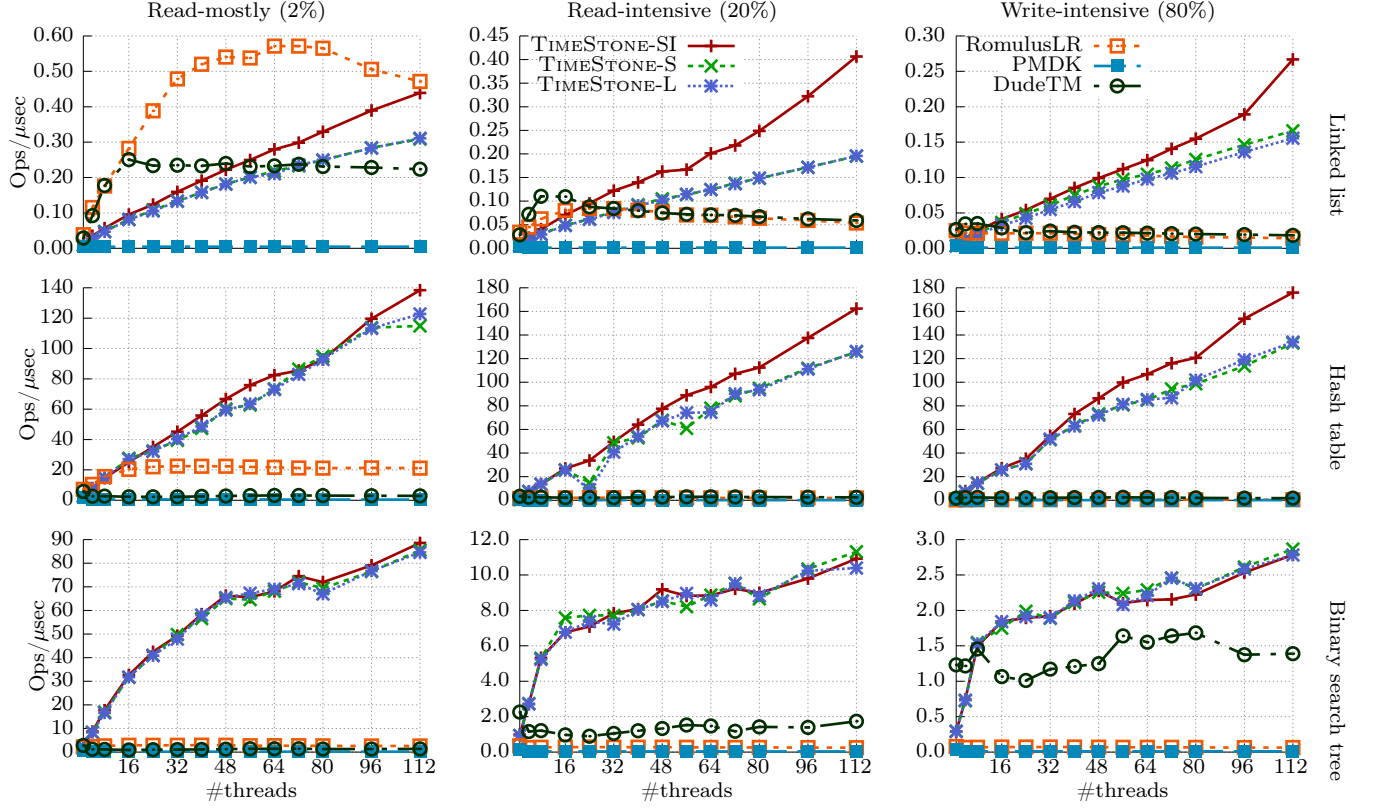 Read-mostly (2%) Read-intensive (20%) Write-intensive (80%)
0.60 0.50 0.40 0.30 0.20 0.10 0.00
Ops/µsec
0.45 0.40 0.35 0.30 0.25 0.20 0.15 0.10 0.05 0.00
TimeStone-SI
TimeStone-S
TimeStone-L
0.30 0.25 0.20 0.15 0.10 0.05 0.00
RomulusLR
PMDK
DudeTM
Linked list
140 120 100 80 60 40 20 0
Ops/µsec
180 160 140 120 100 80 60 40 20 0
180 160 140 120 100 80 60 40 20 0
Hash table
90 80 70 60 50 40 30 20 10 0
Ops/µsec
12.0 10.0 8.0 6.0 4.0 2.0 0.0
3.0 2.5 2.0 1.5 1.0 0.5 0.0
Binary search tree
16 32 48 64 80 96 112
16 32 48 64 80 96 112
16 32 48 64 80 96 112
#threads #threads #threads